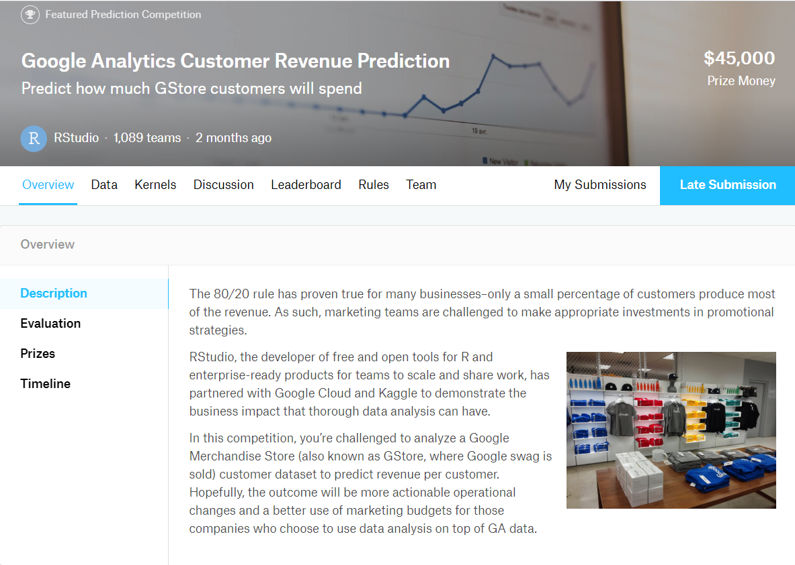 Featured Prediction Competition
Google Analytics Customer Revenue Prediction
Predict how much GStore customers will spend
$45,000
Prize Money
R RStudio · 1,089 teams · 2 months ago
Overview Data Kernels Discussion Leaderboard Rules Team My Submissions Late Submission
Overview
Description
Evaluation
Prizes
Timeline
The 80/20 rule has proven true for many businesses–only a small percentage of customers produce most
of the revenue. As such, marketing teams are challenged to make appropriate investments in promotional
strategies.
RStudio, the developer of free and open tools for R and
enterprise-ready products for teams to scale and share work, has
partnered with Google Cloud and Kaggle to demonstrate the
business impact that thorough data analysis can have.
In this competition, you’re challenged to analyze a Google
Merchandise Store (also known as GStore, where Google swag is
sold) customer dataset to predict revenue per customer.
Hopefully, the outcome will be more actionable operational
changes and a better use of marketing budgets for those
companies who choose to use data analysis on top of GA data.